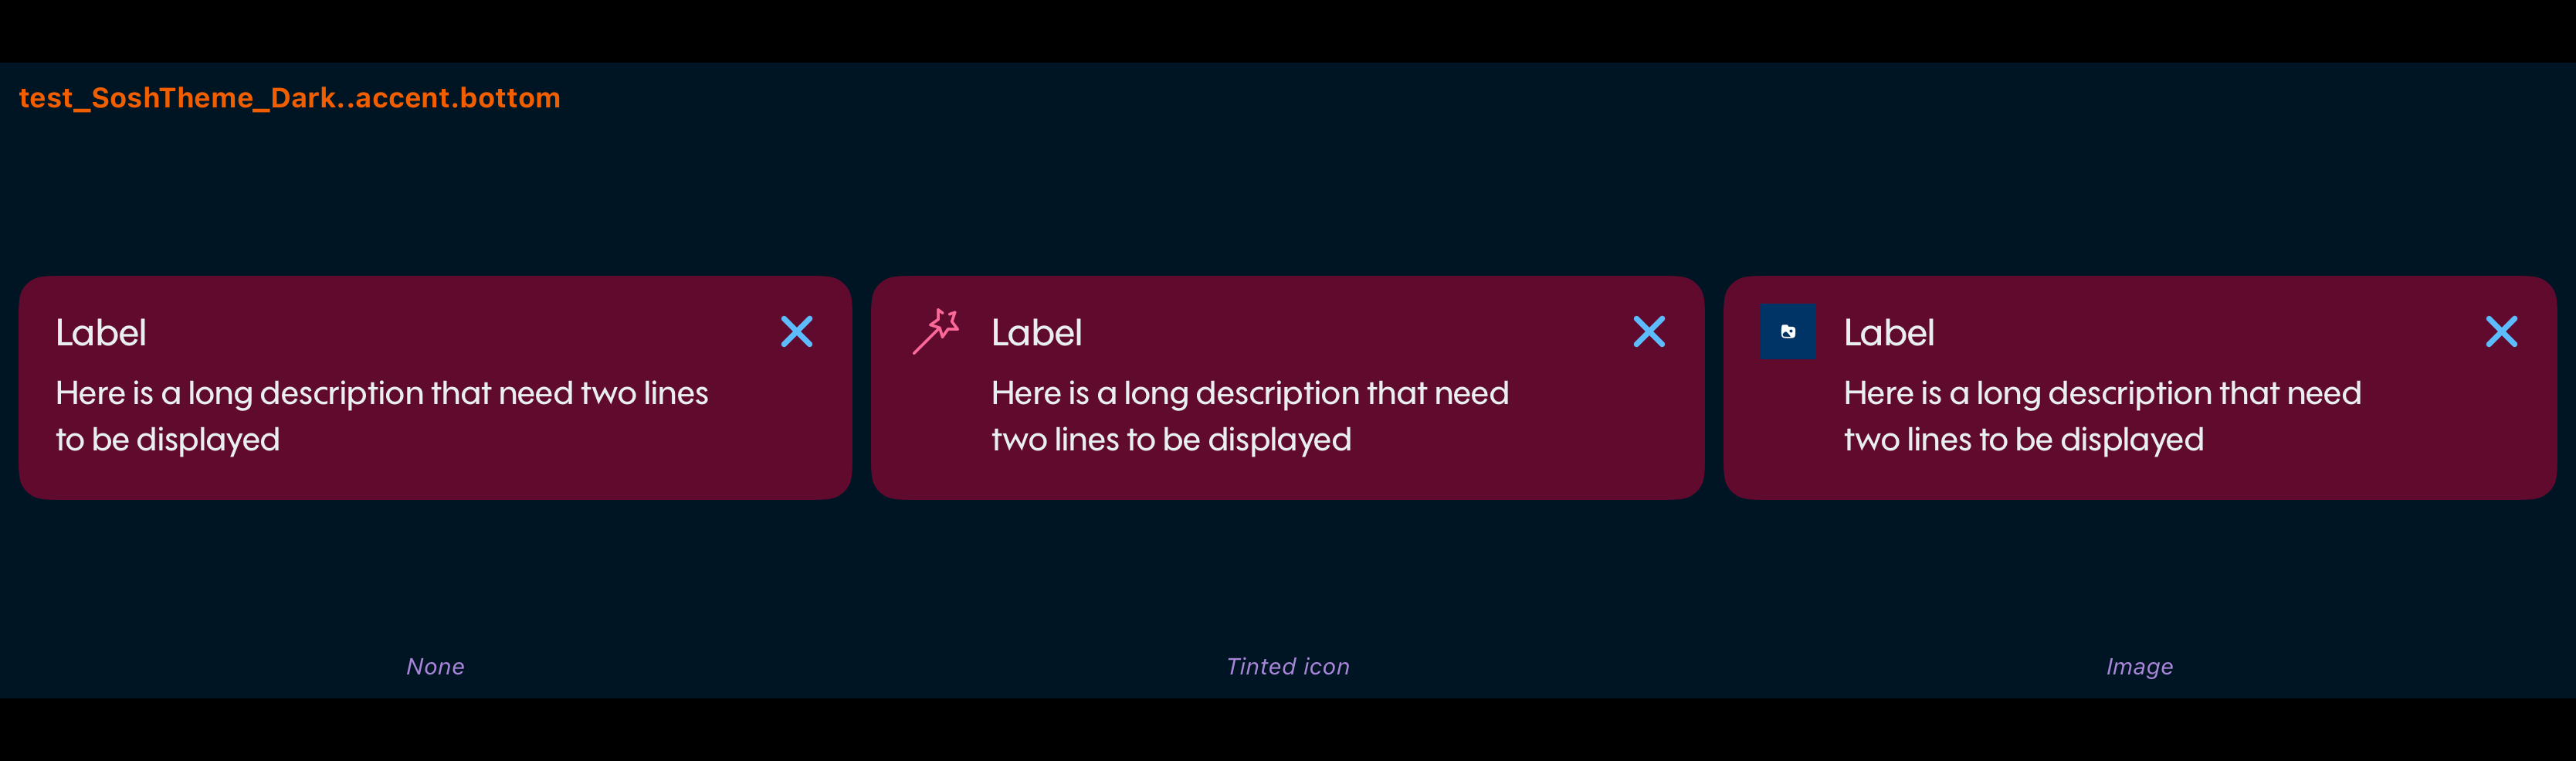 test_SoshTheme_Dark..accent.bottom
Label
Here is a long description that need two lines
to be displayed
Label
Here is a long description that need
two lines to be displayed
Label
Here is a long description that need
two lines to be displayed
None
Tinted icon
Image